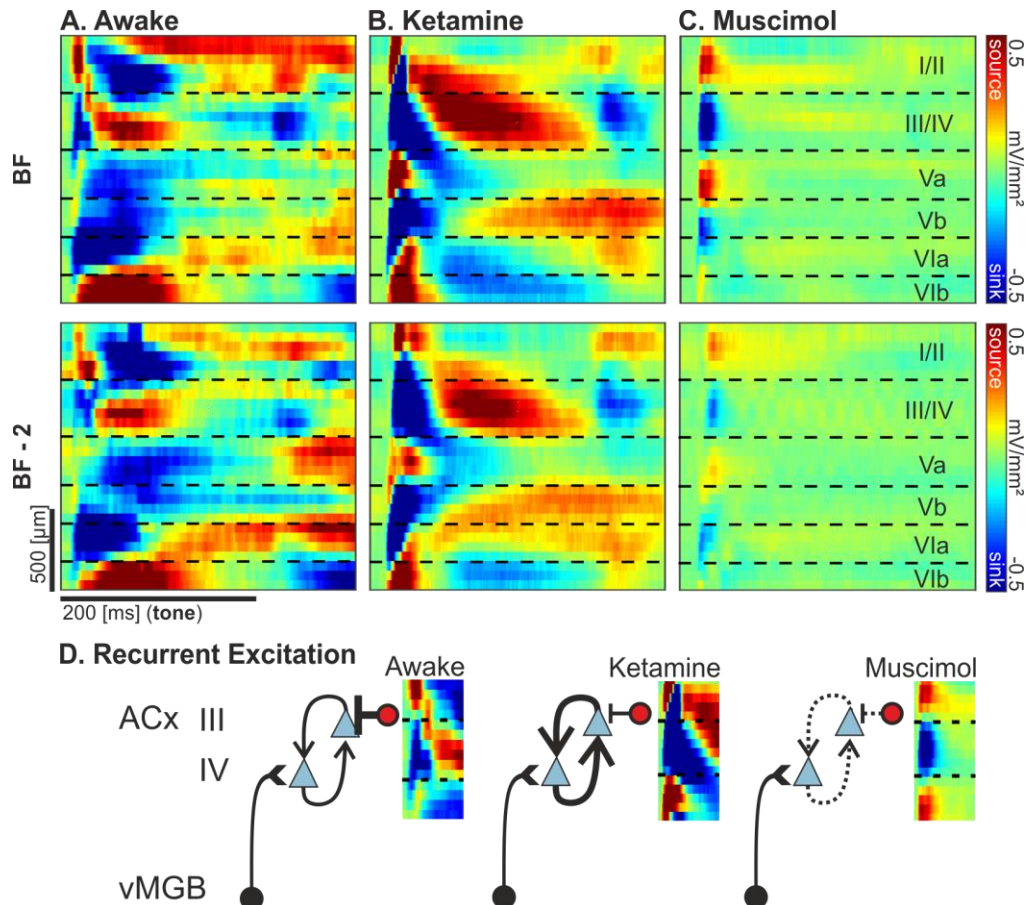 A. Awake
B. Ketamine
C. Muscimol
BF
I/II
III/IV
Va
Vb
VIa
VIb
0.5
source
mV/mm²
sink
-0.5
BF - 2
I/II
III/IV
Va
Vb
VIa
VIb
0.5
source
mV/mm²
sink
-0.5
500 [µm]
200 [ms] (tone)
D. Recurrent Excitation
Awake
Ketamine
Muscimol
ACx III
IV
vMGB